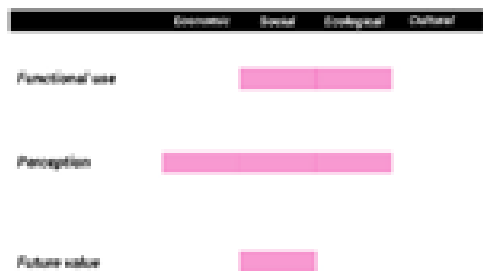 Economic Social Ecological Cultural
Functional use
Perception
Future value